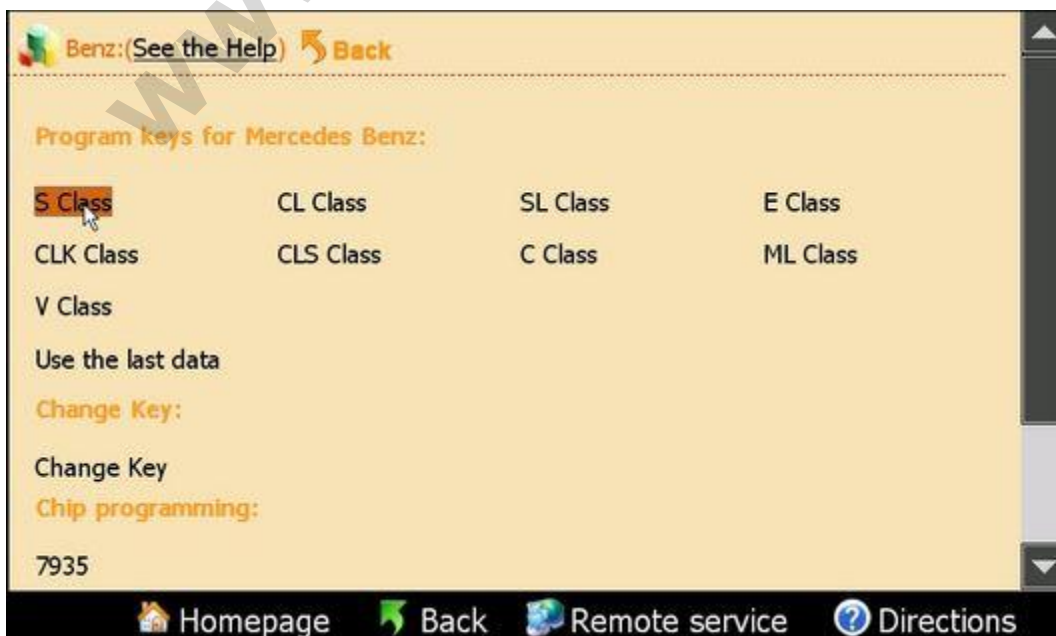 Benz:(See the Help) Back
Program keys for Mercedes Benz:
S Class CL Class SL Class E Class
CLK Class CLS Class C Class ML Class
V Class
Use the last data
Change Key:
Change Key
Chip programming:
7935
Homepage Back Remote service Directions